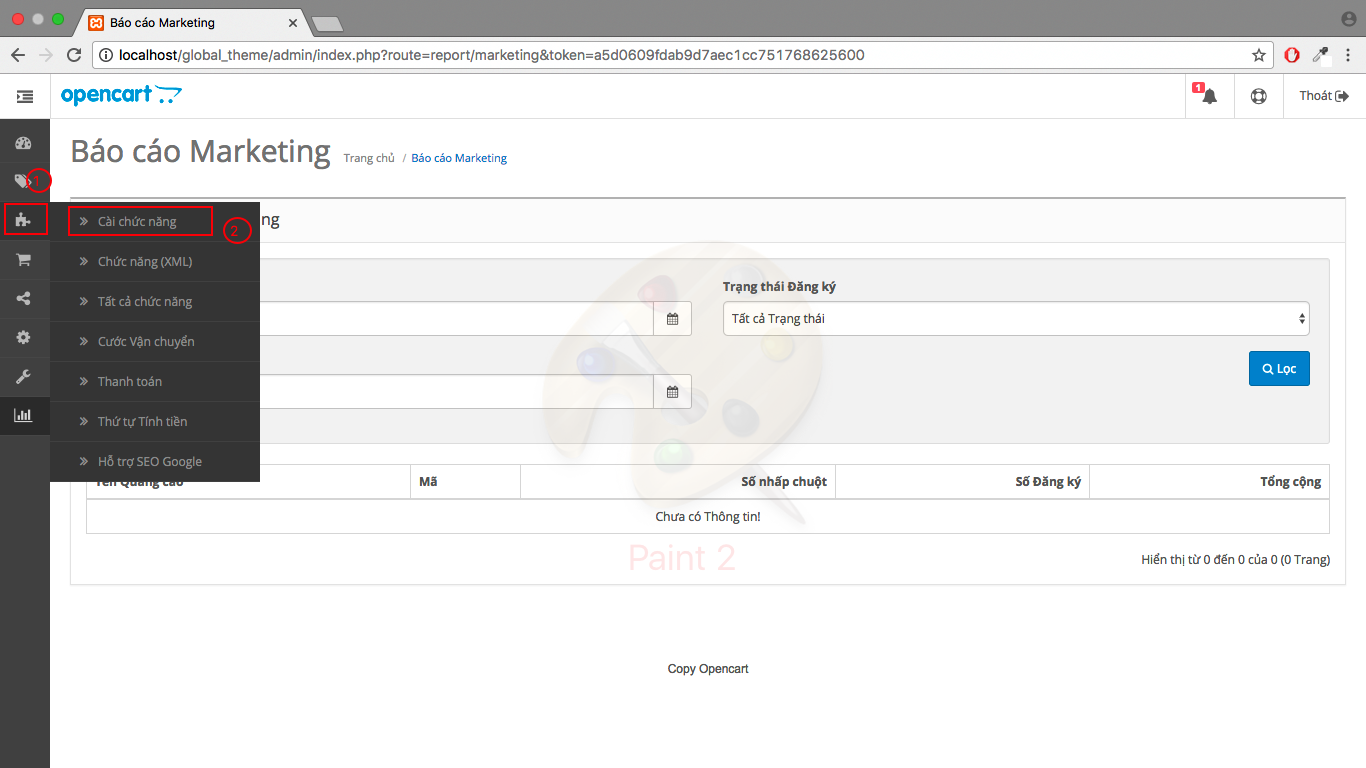 Báo cáo Marketing
localhost/global_theme/admin/index.php?route=report/marketing&token=a5d0609fdab9d7aec1cc751768625600
opencart
1
Thoát
Báo cáo Marketing
Trang chủ / Báo cáo Marketing
1
Cài chức năng
2
ng
Chức năng (XML)
Tất cả chức năng
Cước Vận chuyển
Thanh toán
Thứ tự Tính tiền
Hỗ trợ SEO Google
Trạng thái Đăng ký
Tất cả Trạng thái
Lọc
Tên Quảng cáo Mã Số nhấp chuột Số Đăng ký Tổng cộng
Chưa có Thông tin!
Paint 2
Hiển thị từ 0 đến 0 của 0 (0 Trang)
Copy Opencart